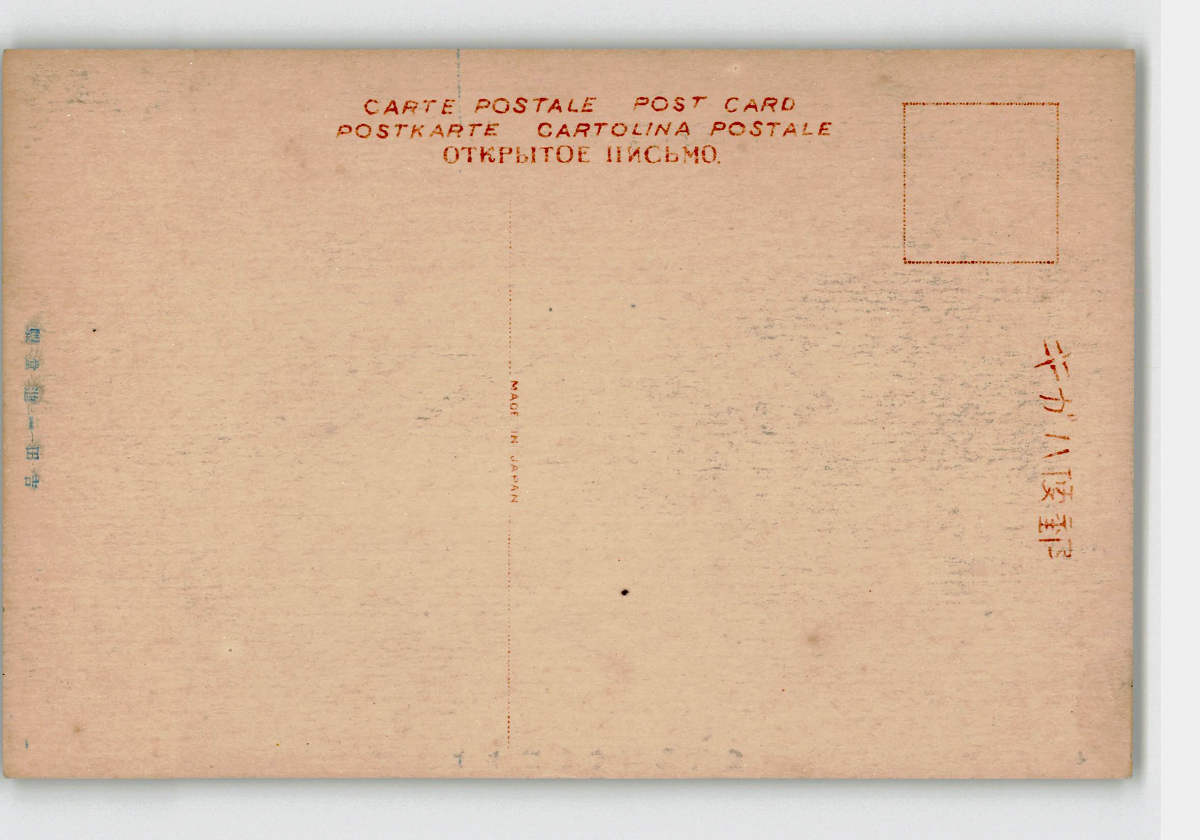 CARTE POSTALE POST CARD
POSTKARTE CARTOLINA POSTALE
ОТКРЫТОЕ ПИСЬМО.
MADE IN JAPAN
郵便ハガキ